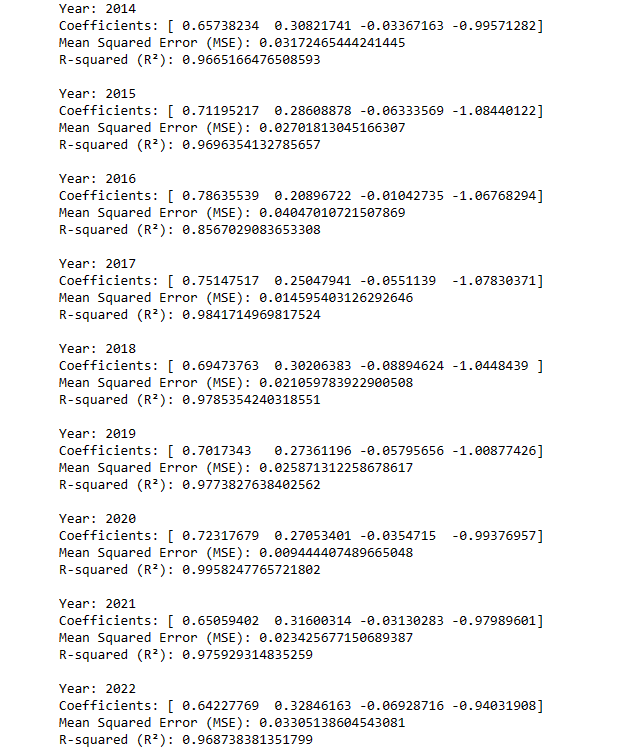 Year: 2014
Coefficients: [ 0.65738234  0.30821741 -0.03367163 -0.99571282]
Mean Squared Error (MSE): 0.03172465444241445
R-squared (R²): 0.9665166476508593
Year: 2015
Coefficients: [ 0.71195217  0.28608878 -0.06333569 -1.08440122]
Mean Squared Error (MSE): 0.02701813045166307
R-squared (R²): 0.9696354132785657
Year: 2016
Coefficients: [ 0.78635539  0.20896722 -0.01042735 -1.06768294]
Mean Squared Error (MSE): 0.04047010721507869
R-squared (R²): 0.8567029083653308
Year: 2017
Coefficients: [ 0.75147517  0.25047941 -0.0551139  -1.07830371]
Mean Squared Error (MSE): 0.014595403126292646
R-squared (R²): 0.9841714969817524
Year: 2018
Coefficients: [ 0.69473763  0.30206383 -0.08894624 -1.0448439 ]
Mean Squared Error (MSE): 0.021059783922900508
R-squared (R²): 0.9785354240318551
Year: 2019
Coefficients: [ 0.7017343   0.27361196 -0.05795656 -1.00877426]
Mean Squared Error (MSE): 0.025871312258678617
R-squared (R²): 0.9773827638402562
Year: 2020
Coefficients: [ 0.72317679  0.27053401 -0.0354715  -0.99376957]
Mean Squared Error (MSE): 0.009444407489665048
R-squared (R²): 0.9958247765721802
Year: 2021
Coefficients: [ 0.65059402  0.31600314 -0.03130283 -0.97989601]
Mean Squared Error (MSE): 0.023425677150689387
R-squared (R²): 0.975929314835259
Year: 2022
Coefficients: [ 0.64227769  0.32846163 -0.06928716 -0.94031908]
Mean Squared Error (MSE): 0.03305138604543081
R-squared (R²): 0.968738381351799